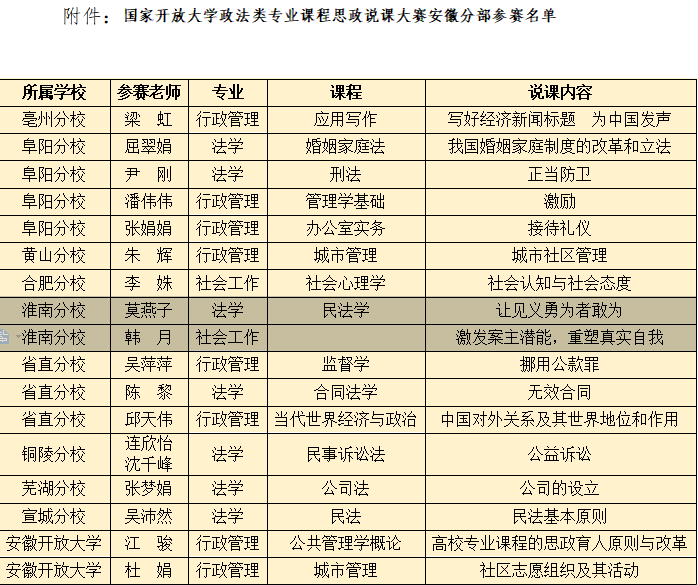 附件：国家开放大学政法类专业课程思政说课大赛安徽分部参赛名单
所属学校 参赛老师 专业 课程 说课内容
亳州分校 梁　虹 行政管理 应用写作 写好经济新闻标题　为中国发声
阜阳分校 屈翠娟 法学 婚姻家庭法 我国婚姻家庭制度的改革和立法
阜阳分校 尹　刚 法学 刑法 正当防卫
阜阳分校 潘伟伟 行政管理 管理学基础 激励
阜阳分校 张娟娟 行政管理 办公室实务 接待礼仪
黄山分校 朱　辉 行政管理 城市管理 城市社区管理
合肥分校 李　姝 社会工作 社会心理学 社会认知与社会态度
淮南分校 莫燕子 法学 民法学 让见义勇为者敢为
淮南分校 韩　月 社会工作 激发案主潜能，重塑真实自我
省直分校 吴萍萍 行政管理 监督学 挪用公款罪
省直分校 陈　黎 法学 合同法学 无效合同
省直分校 邱天伟 行政管理 当代世界经济与政治 中国对外关系及其世界地位和作用
铜陵分校 连欣怡 沈千峰 法学 民事诉讼法 公益诉讼
芜湖分校 张梦娟 法学 公司法 公司的设立
宣城分校 吴沛然 法学 民法 民法基本原则
安徽开放大学 江　骏 行政管理 公共管理学概论 高校专业课程的思政育人原则与改革
安徽开放大学 杜　娟 行政管理 城市管理 社区志愿组织及其活动